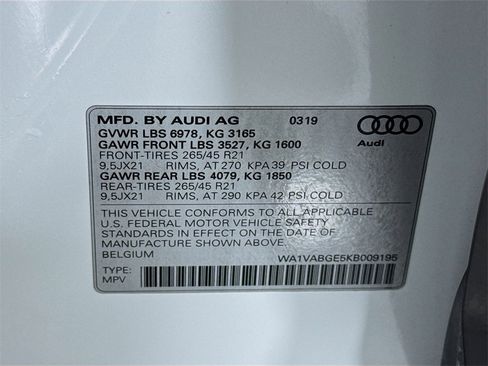 MFD. BY AUDI AG 0319
GVWR LBS 6978, KG 3165
GAWR FRONT LBS 3527, KG 1600
FRONT-TIRES 265/45 R21
9,5JX21 RIMS, AT 270 KPA 39 PSI COLD
GAWR REAR LBS 4079, KG 1850
REAR-TIRES 265/45 R21
9,5JX21 RIMS, AT 290 KPA 42 PSI COLD
Audi
THIS VEHICLE CONFORMS TO ALL APPLICABLE
U.S. FEDERAL MOTOR VEHICLE SAFETY
STANDARDS IN EFFECT ON THE DATE OF
MANUFACTURE SHOWN ABOVE.
BELGIUM WA1VABGE5KB009195
TYPE:
MPV